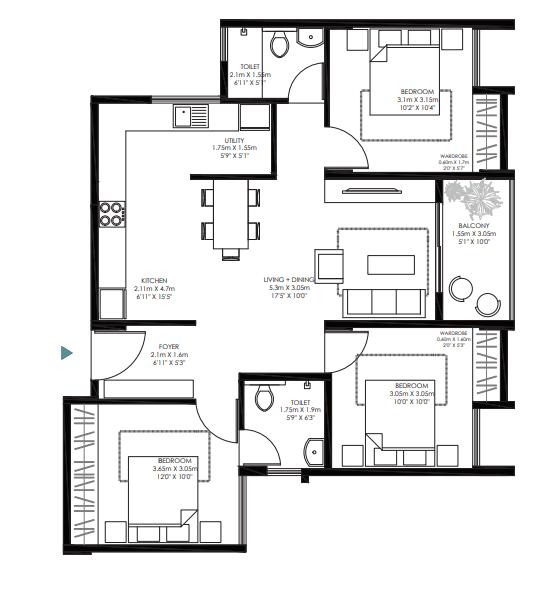 TOILET
2.1m X 1.55m
6'11" X 5'1"
BEDROOM
3.1m X 3.15m
10'2" X 10'4"
UTILITY
1.75m X 1.55m
5'9" X 5'1"
WARDROBE
0.60m X 1.7m
2'0" X 5'7"
BALCONY
1.55m X 3.05m
5'1" X 10'0"
KITCHEN
2.11m X 4.7m
6'11" X 15'5"
LIVING + DINING
5.3m X 3.05m
17'5" X 10'0"
WARDROBE
0.60m X 1.60m
2'0" X 5'3"
FOYER
2.1m X 1.6m
6'11" X 5'3"
BEDROOM
3.05m X 3.05m
10'0" X 10'0"
TOILET
1.75m X 1.9m
5'9" X 6'3"
BEDROOM
3.65m X 3.05m
12'0" X 10'0"